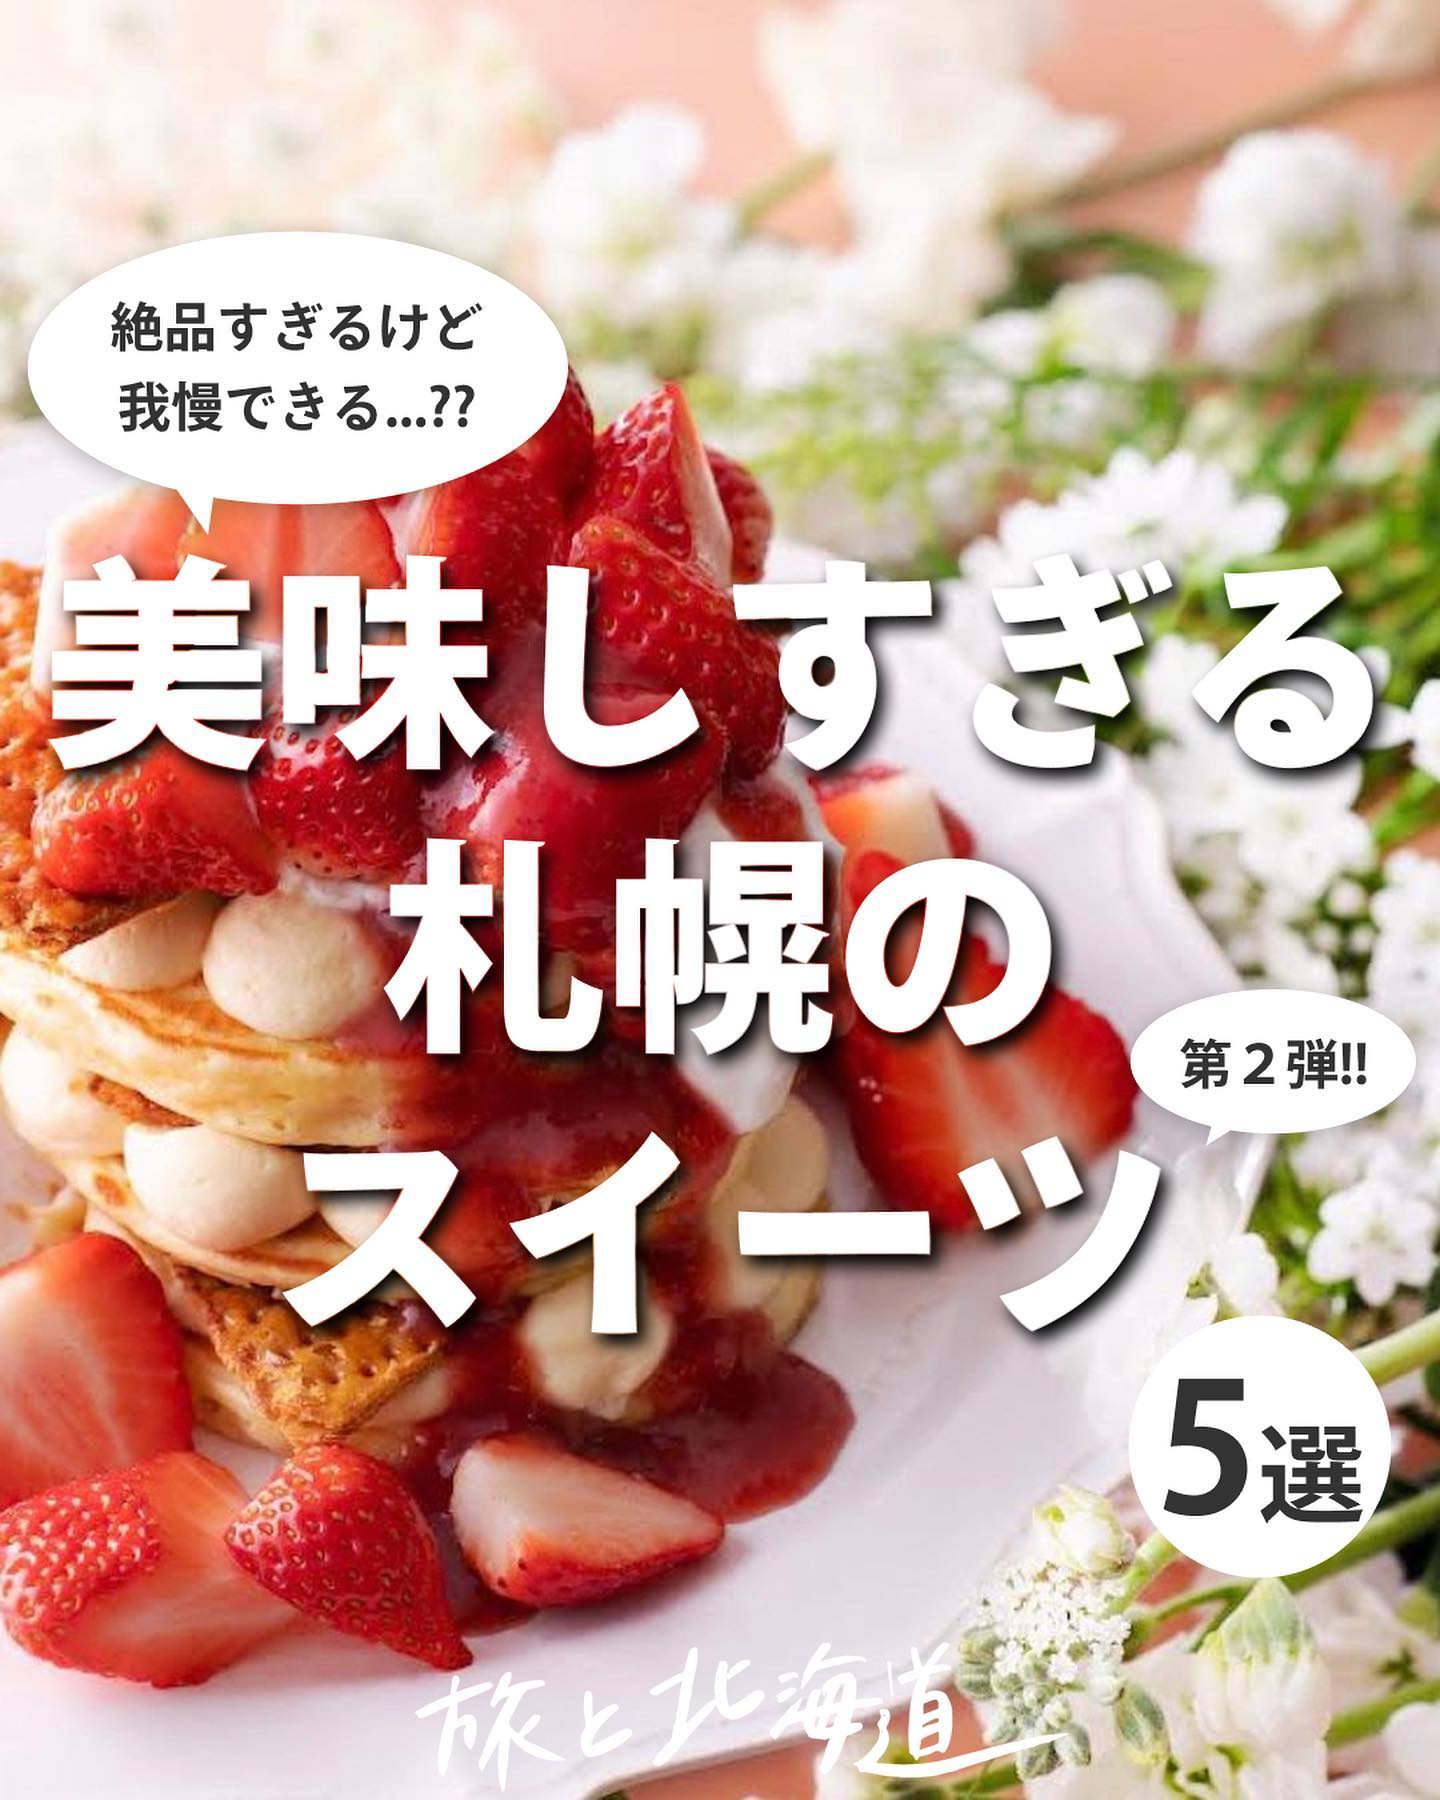 絶品すぎるけど
我慢できる...??
美味しすぎる
札幌の
第２弾!!
スイーツ
5選
旅と北海道